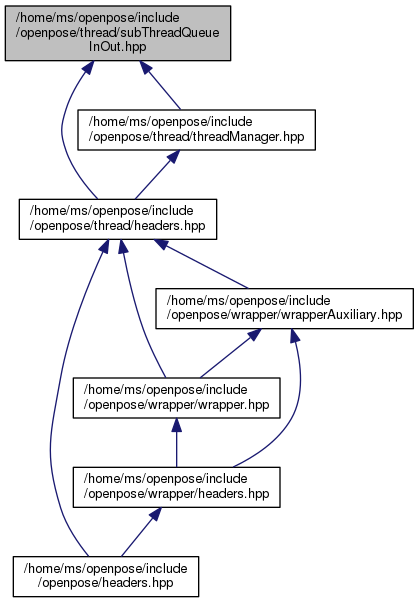 /home/ms/openpose/include
/openpose/thread/subThreadQueue
InOut.hpp
/home/ms/openpose/include
/openpose/thread/threadManager.hpp
/home/ms/openpose/include
/openpose/thread/headers.hpp
/home/ms/openpose/include
/openpose/wrapper/wrapperAuxiliary.hpp
/home/ms/openpose/include
/openpose/wrapper/wrapper.hpp
/home/ms/openpose/include
/openpose/wrapper/headers.hpp
/home/ms/openpose/include
/openpose/headers.hpp